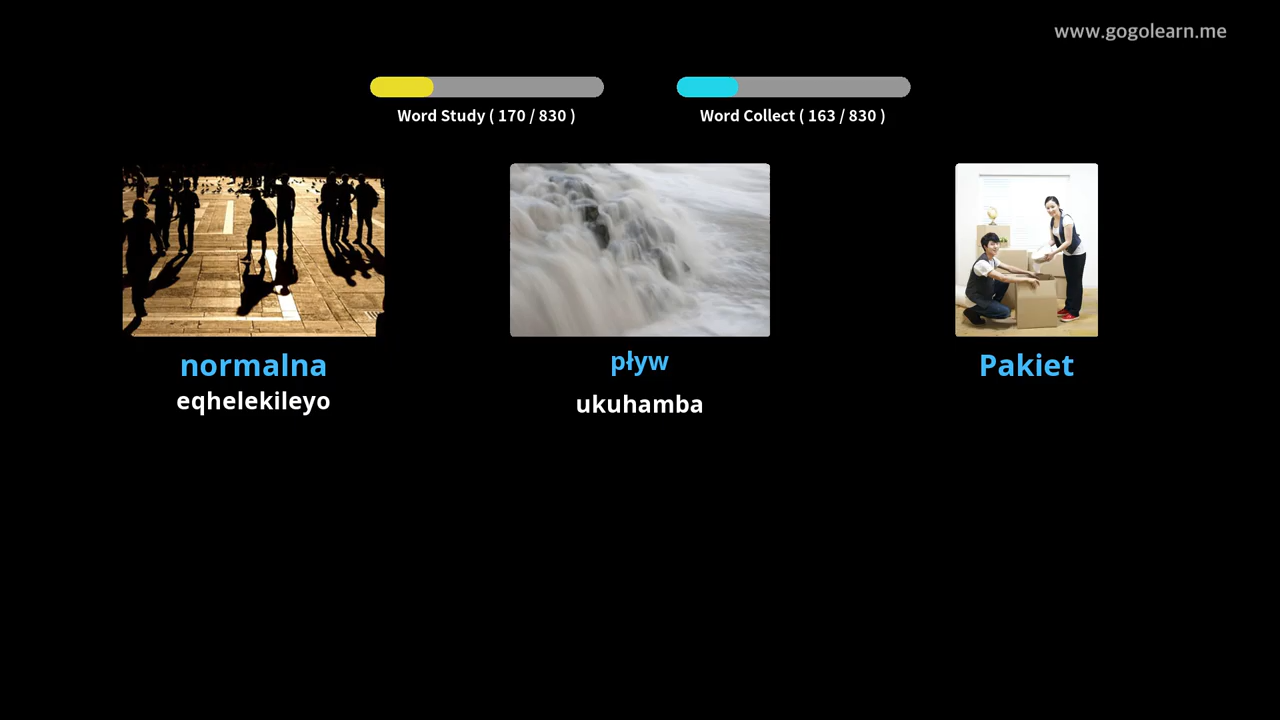 www.gogolearn.me
Word Study ( 170 / 830 )
Word Collect ( 163 / 830 )
normalna
eqhelekileyo
pływ
ukuhamba
Pakiet